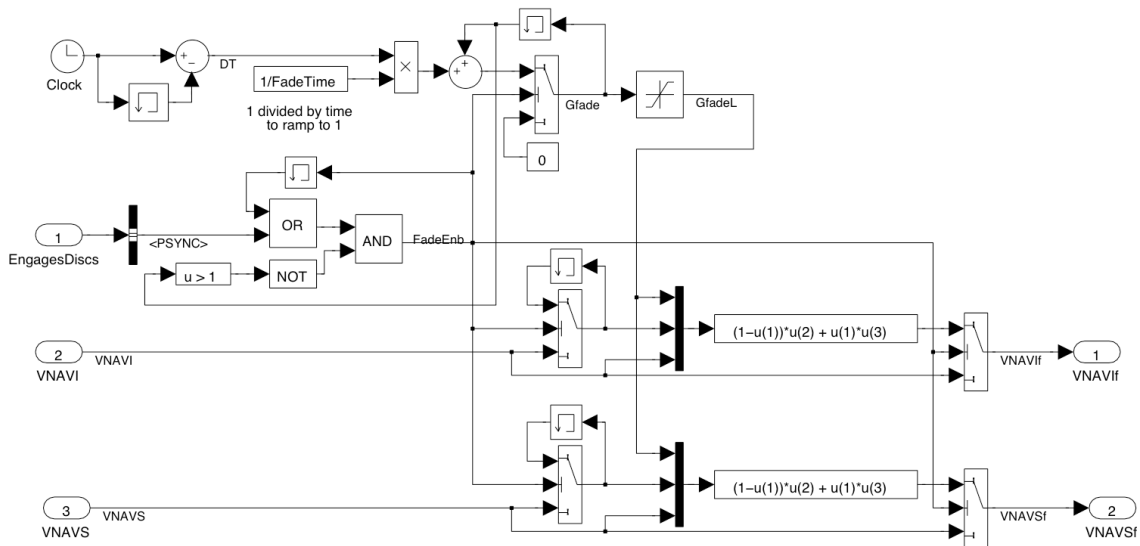 Clock
+
−
DT
1/FadeTime
×
1 divided by time
to ramp to 1
+
+
Gfade
GfadeL
0
1
EngagesDiscs
<PSYNC>
OR
AND
FadeEnb
u > 1
NOT
2
VNAVI
VNAVI
(1−u(1))*u(2) + u(1)*u(3)
VNAVIf
1
VNAVIf
3
VNAVS
VNAVS
(1−u(1))*u(2) + u(1)*u(3)
VNAVSf
2
VNAVSf